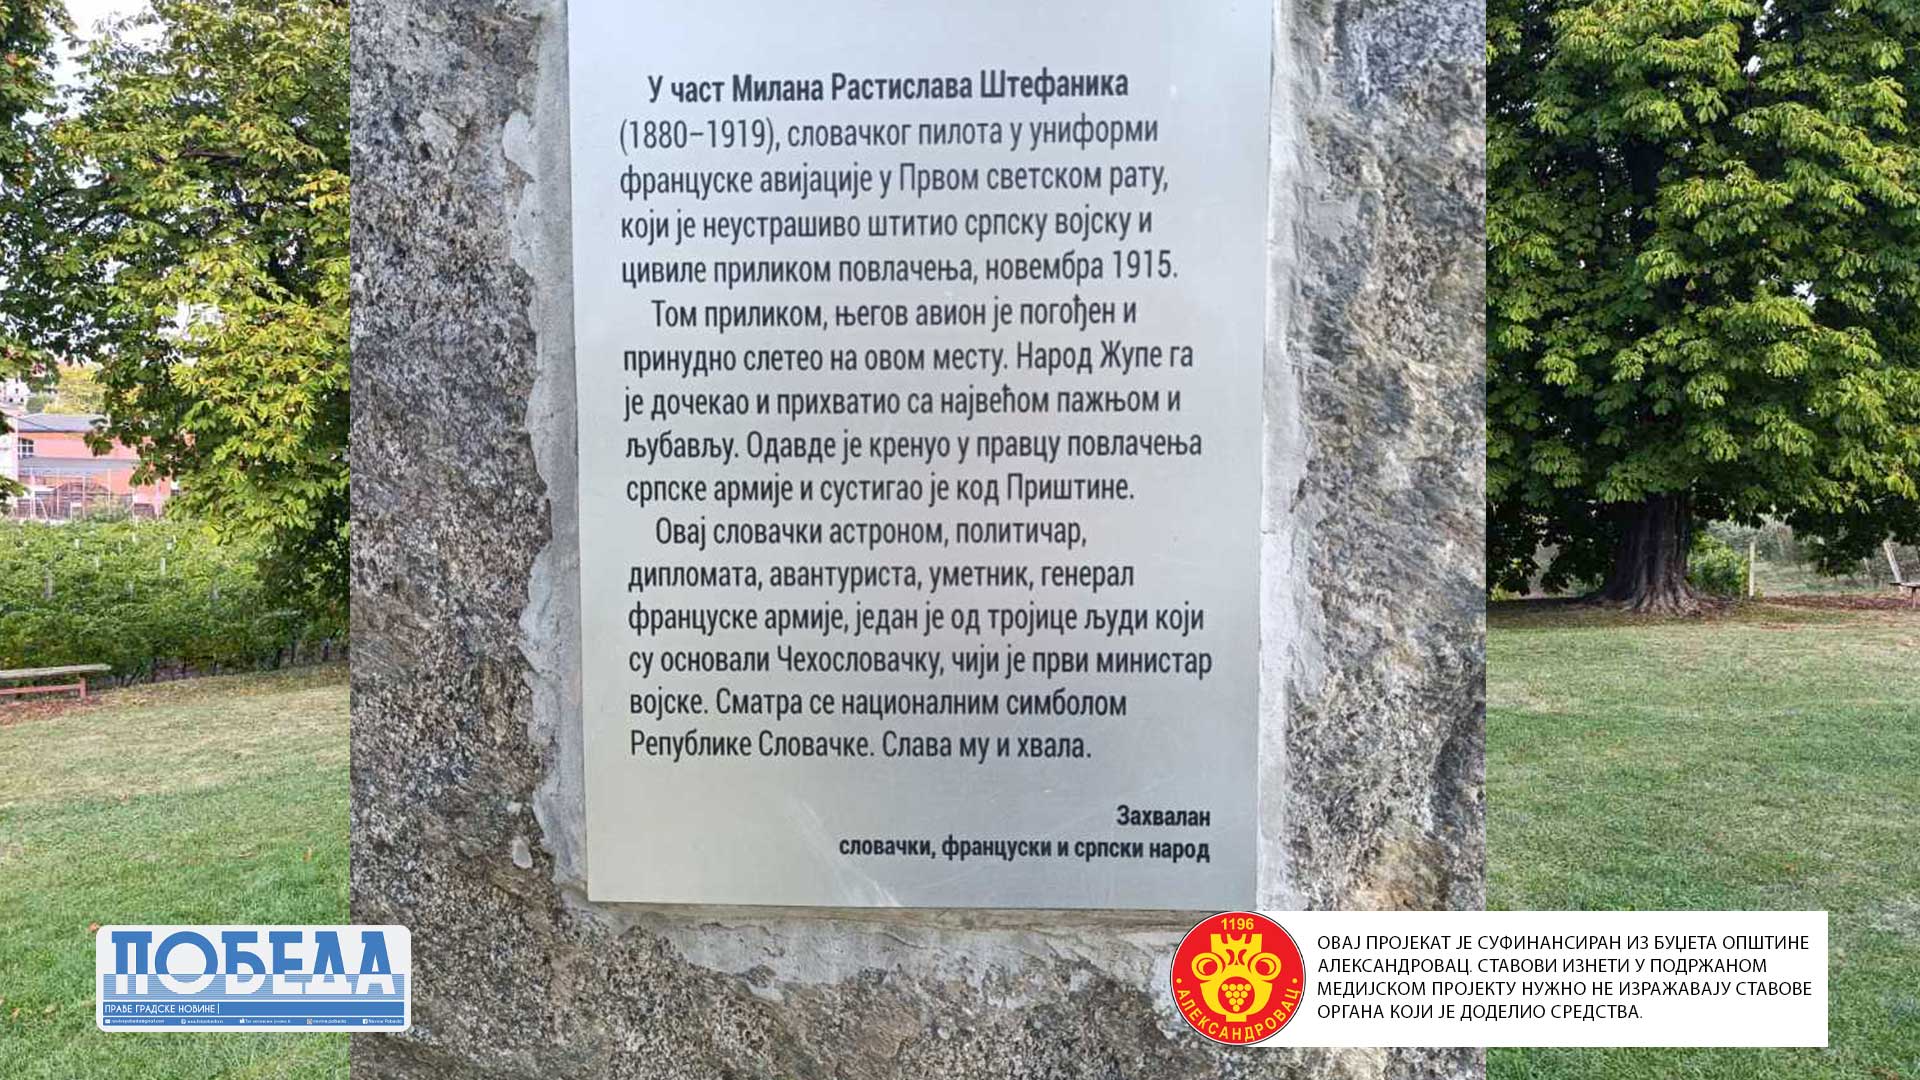 У част Милана Растислава Штефаника
(1880–1919), словачког пилота у униформи
француске авијације у Првом светском рату,
који је неустрашиво штитио српску војску и
цивиле приликом повлачења, новембра 1915.
Том приликом, његов авион је погођен и
принудно слетео на овом месту. Народ Жупе га
је дочекао и прихватио са највећом пажњом и
љубављу. Одавде је кренуо у правцу повлачења
српске армије и сустигао је код Приштине.
Овај словачки астроном, политичар,
дипломата, авантуриста, уметник, генерал
француске армије, један је од тројице људи који
су основали Чехословачку, чији је први министар
војске. Сматра се националним симболом
Републике Словачке. Слава му и хвала.
Захвалан
словачки, француски и српски народ
ПОБЕДА
ПРАВЕ ГРАДСКЕ НОВИНЕ
1196
АЛЕКСАНДРОВАЦ
ОВАЈ ПРОЈЕКАТ ЈЕ СУФИНАНСИРАН ИЗ БУЏЕТА ОПШТИНЕ
АЛЕКСАНДРОВАЦ. СТАВОВИ ИЗНЕТИ У ПОДРЖАНОМ
МЕДИЈСКОМ ПРОЈЕКТУ НУЖНО НЕ ИЗРАЖАВАЈУ СТАВОВЕ
ОРГАНА КОЈИ ЈЕ ДОДЕЛИО СРЕДСТВА.